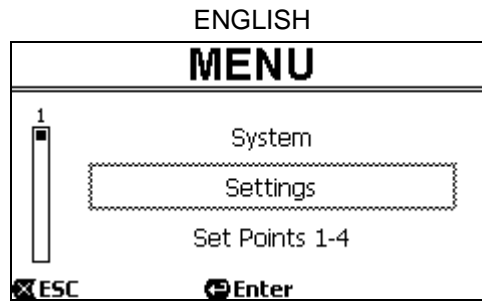 ENGLISH
MENU
1
System
Settings
Set Points 1-4
ESC Enter